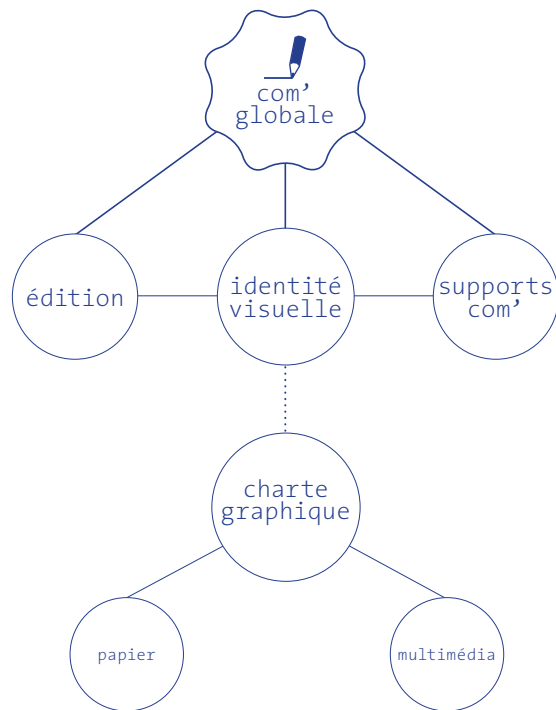 com’
globale
édition
identité
visuelle
supports
com’
charte
graphique
papier
multimédia